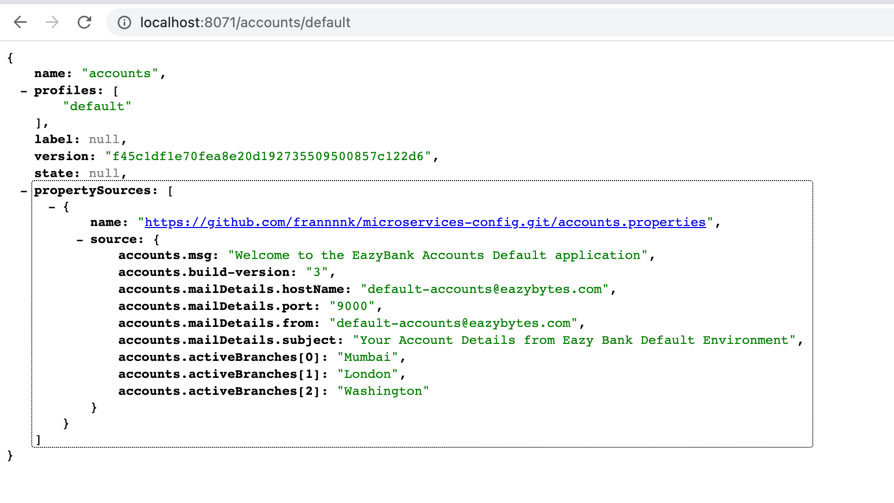 localhost:8071/accounts/default
{
name: "accounts",
– profiles: [
"default"
],
label: null,
version: "f45c1df1e70fea8e20d192735509500857c122d6",
state: null,
– propertySources: [
– {
name: "https://github.com/frannnnk/microservices-config.git/accounts.properties",
– source: {
accounts.msg: "Welcome to the EazyBank Accounts Default application",
accounts.build-version: "3",
accounts.mailDetails.hostName: "default-accounts@eazybytes.com",
accounts.mailDetails.port: "9000",
accounts.mailDetails.from: "default-accounts@eazybytes.com",
accounts.mailDetails.subject: "Your Account Details from Eazy Bank Default Environment",
accounts.activeBranches[0]: "Mumbai",
accounts.activeBranches[1]: "London",
accounts.activeBranches[2]: "Washington"
}
}
]
}